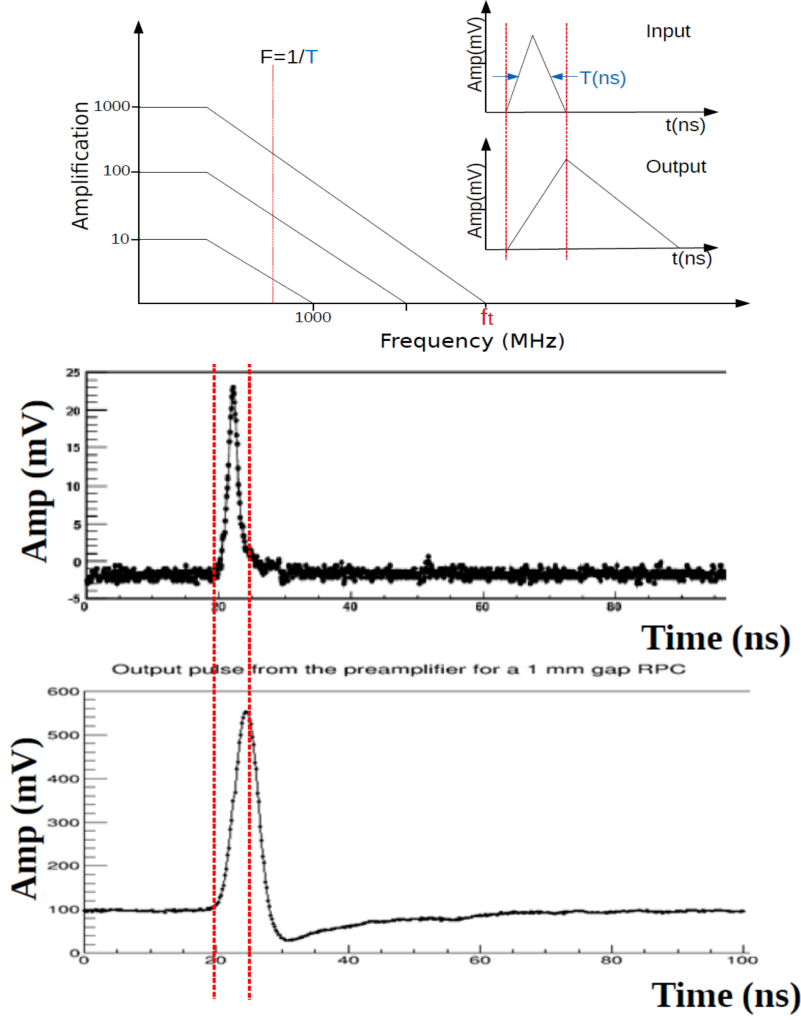 F=1/T
Amplification
1000
100
10
1000
ft
Frequency (MHz)
Amp(mV)
Input
T(ns)
t(ns)
Amp(mV)
Output
t(ns)
Amp (mV)
25
20
15
10
5
0
-5
0
20
40
60
80
Time (ns)
Output pulse from the preamplifier for a 1 mm gap RPC
Amp (mV)
600
500
400
300
200
100
0
0
20
40
60
80
100
Time (ns)